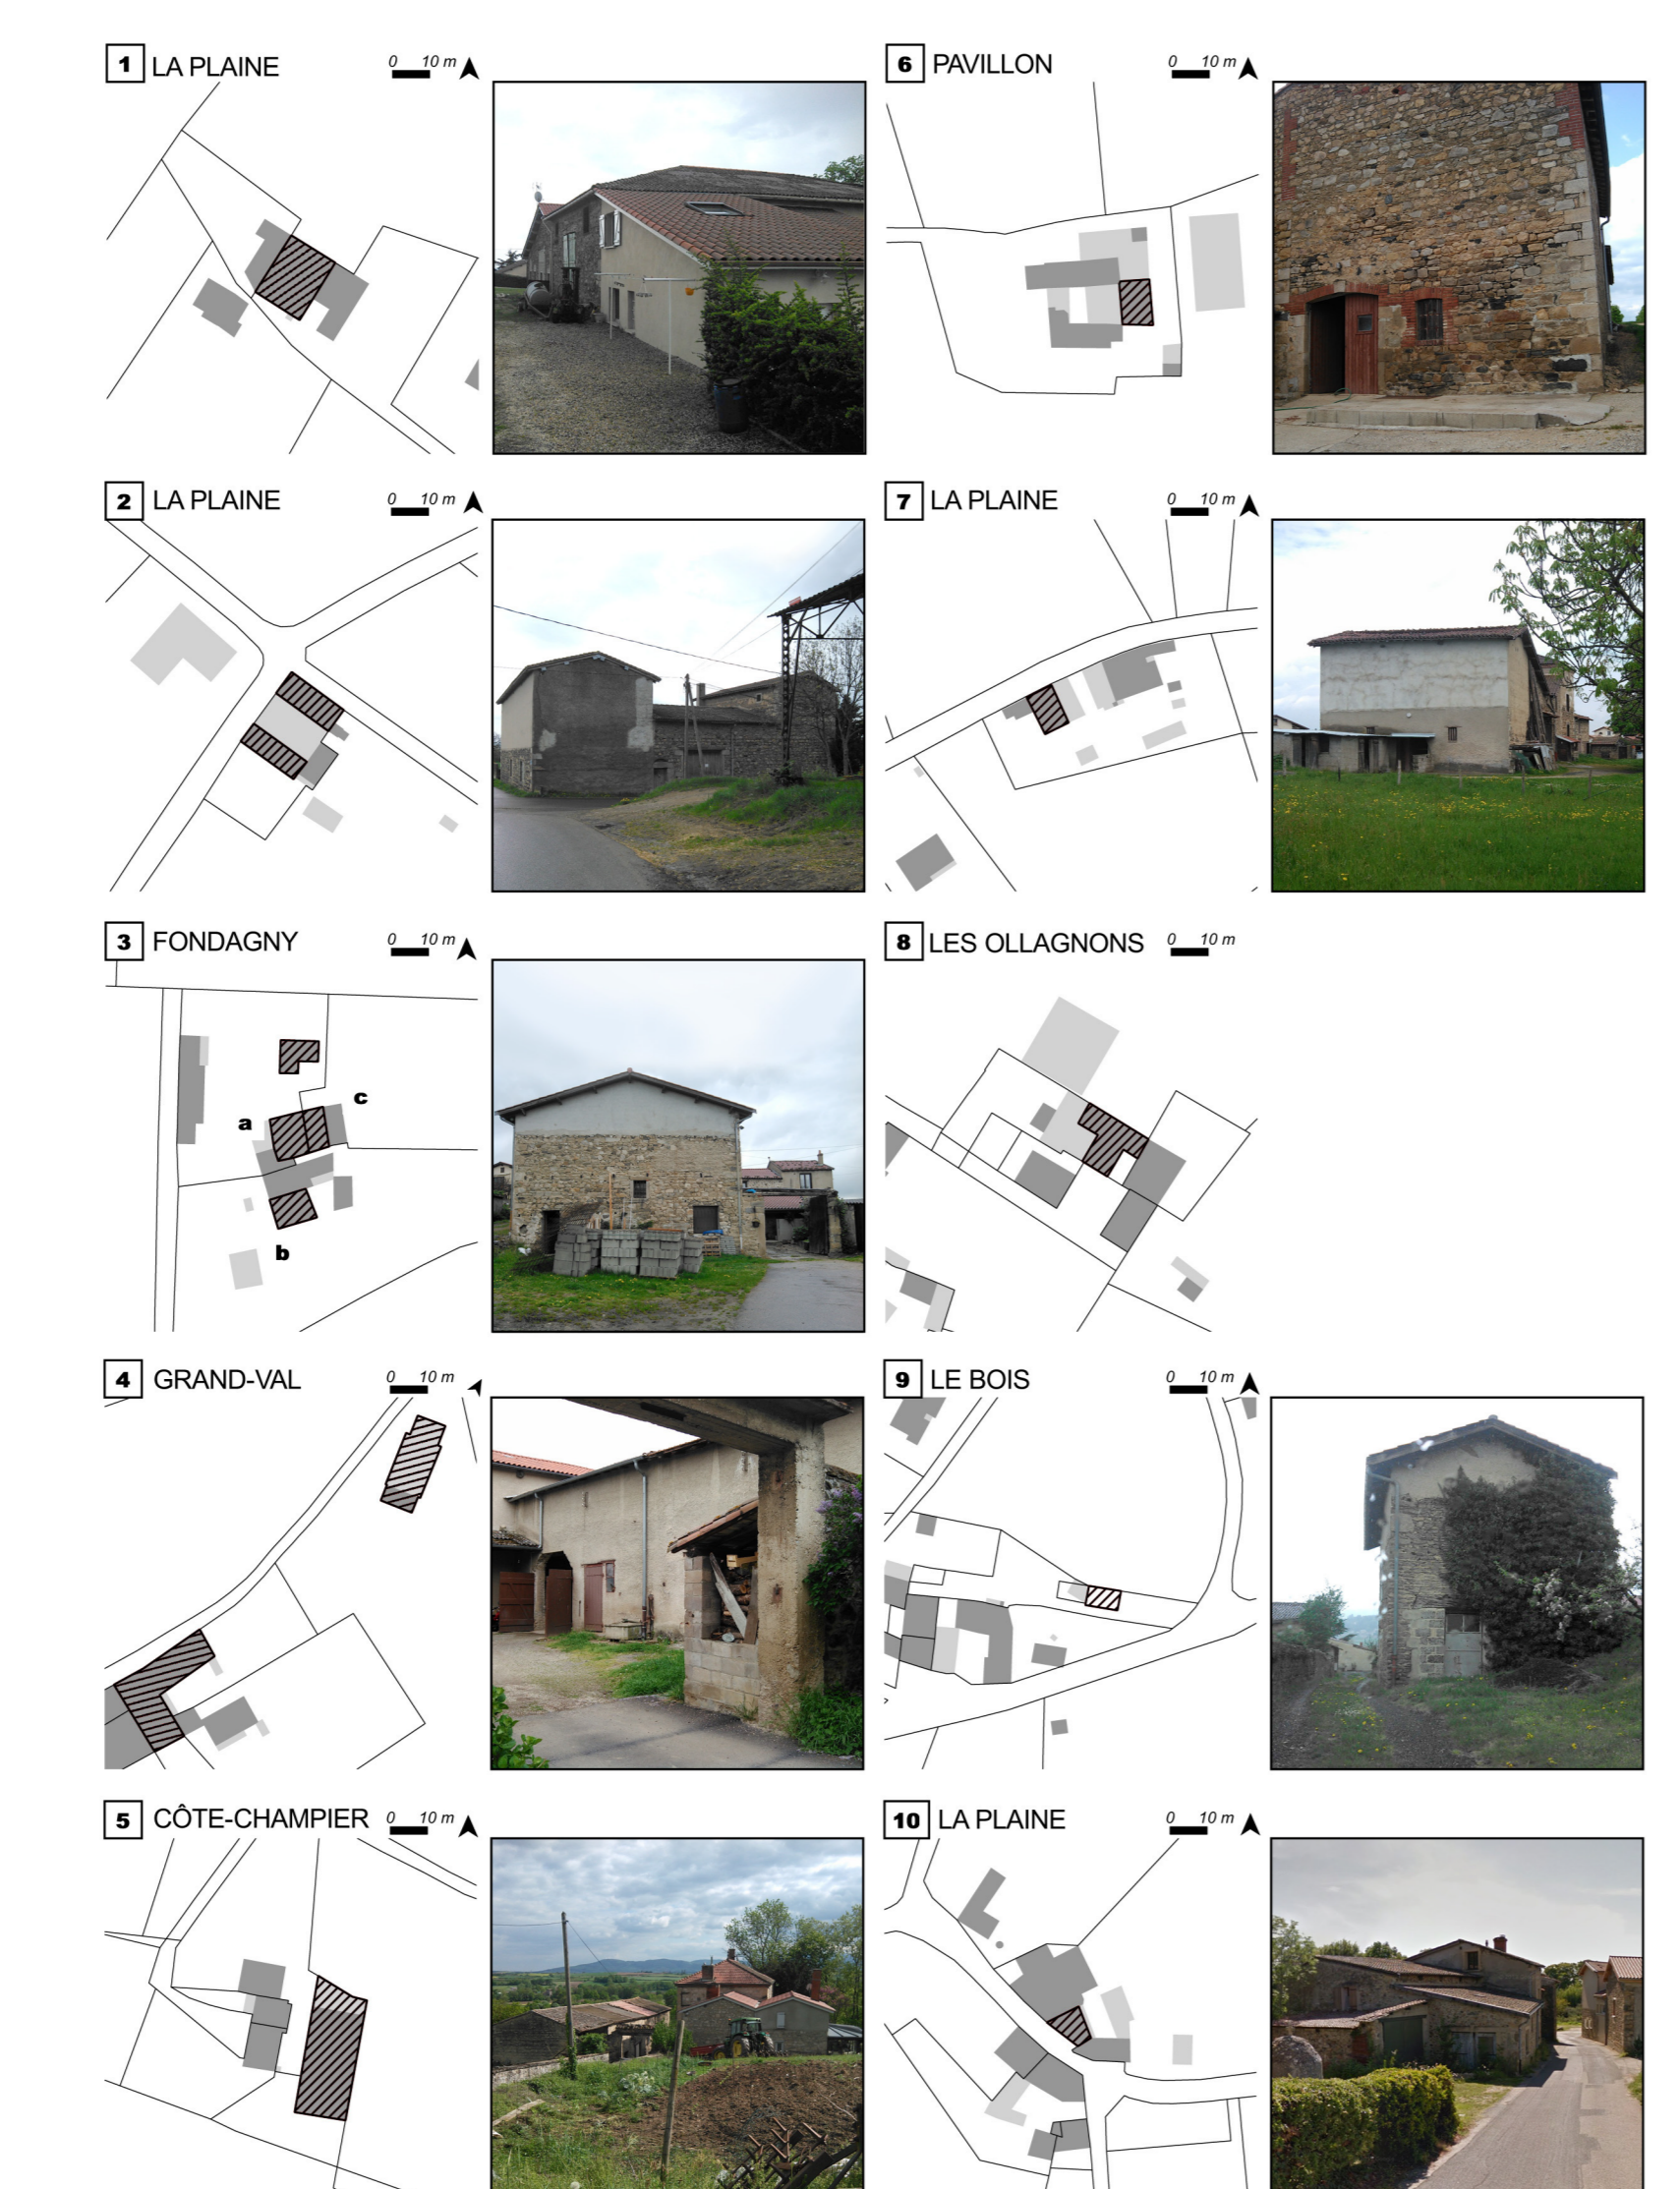 1 LA PLAINE 0 10 m
2 LA PLAINE 0 10 m
3 FONDAGNY 0 10 m
a
c
b
4 GRAND-VAL 0 10 m
5 CÔTE-CHAMPIER 0 10 m
6 PAVILLON 0 10 m
7 LA PLAINE 0 10 m
8 LES OLLAGNONS 0 10 m
9 LE BOIS 0 10 m
10 LA PLAINE 0 10 m